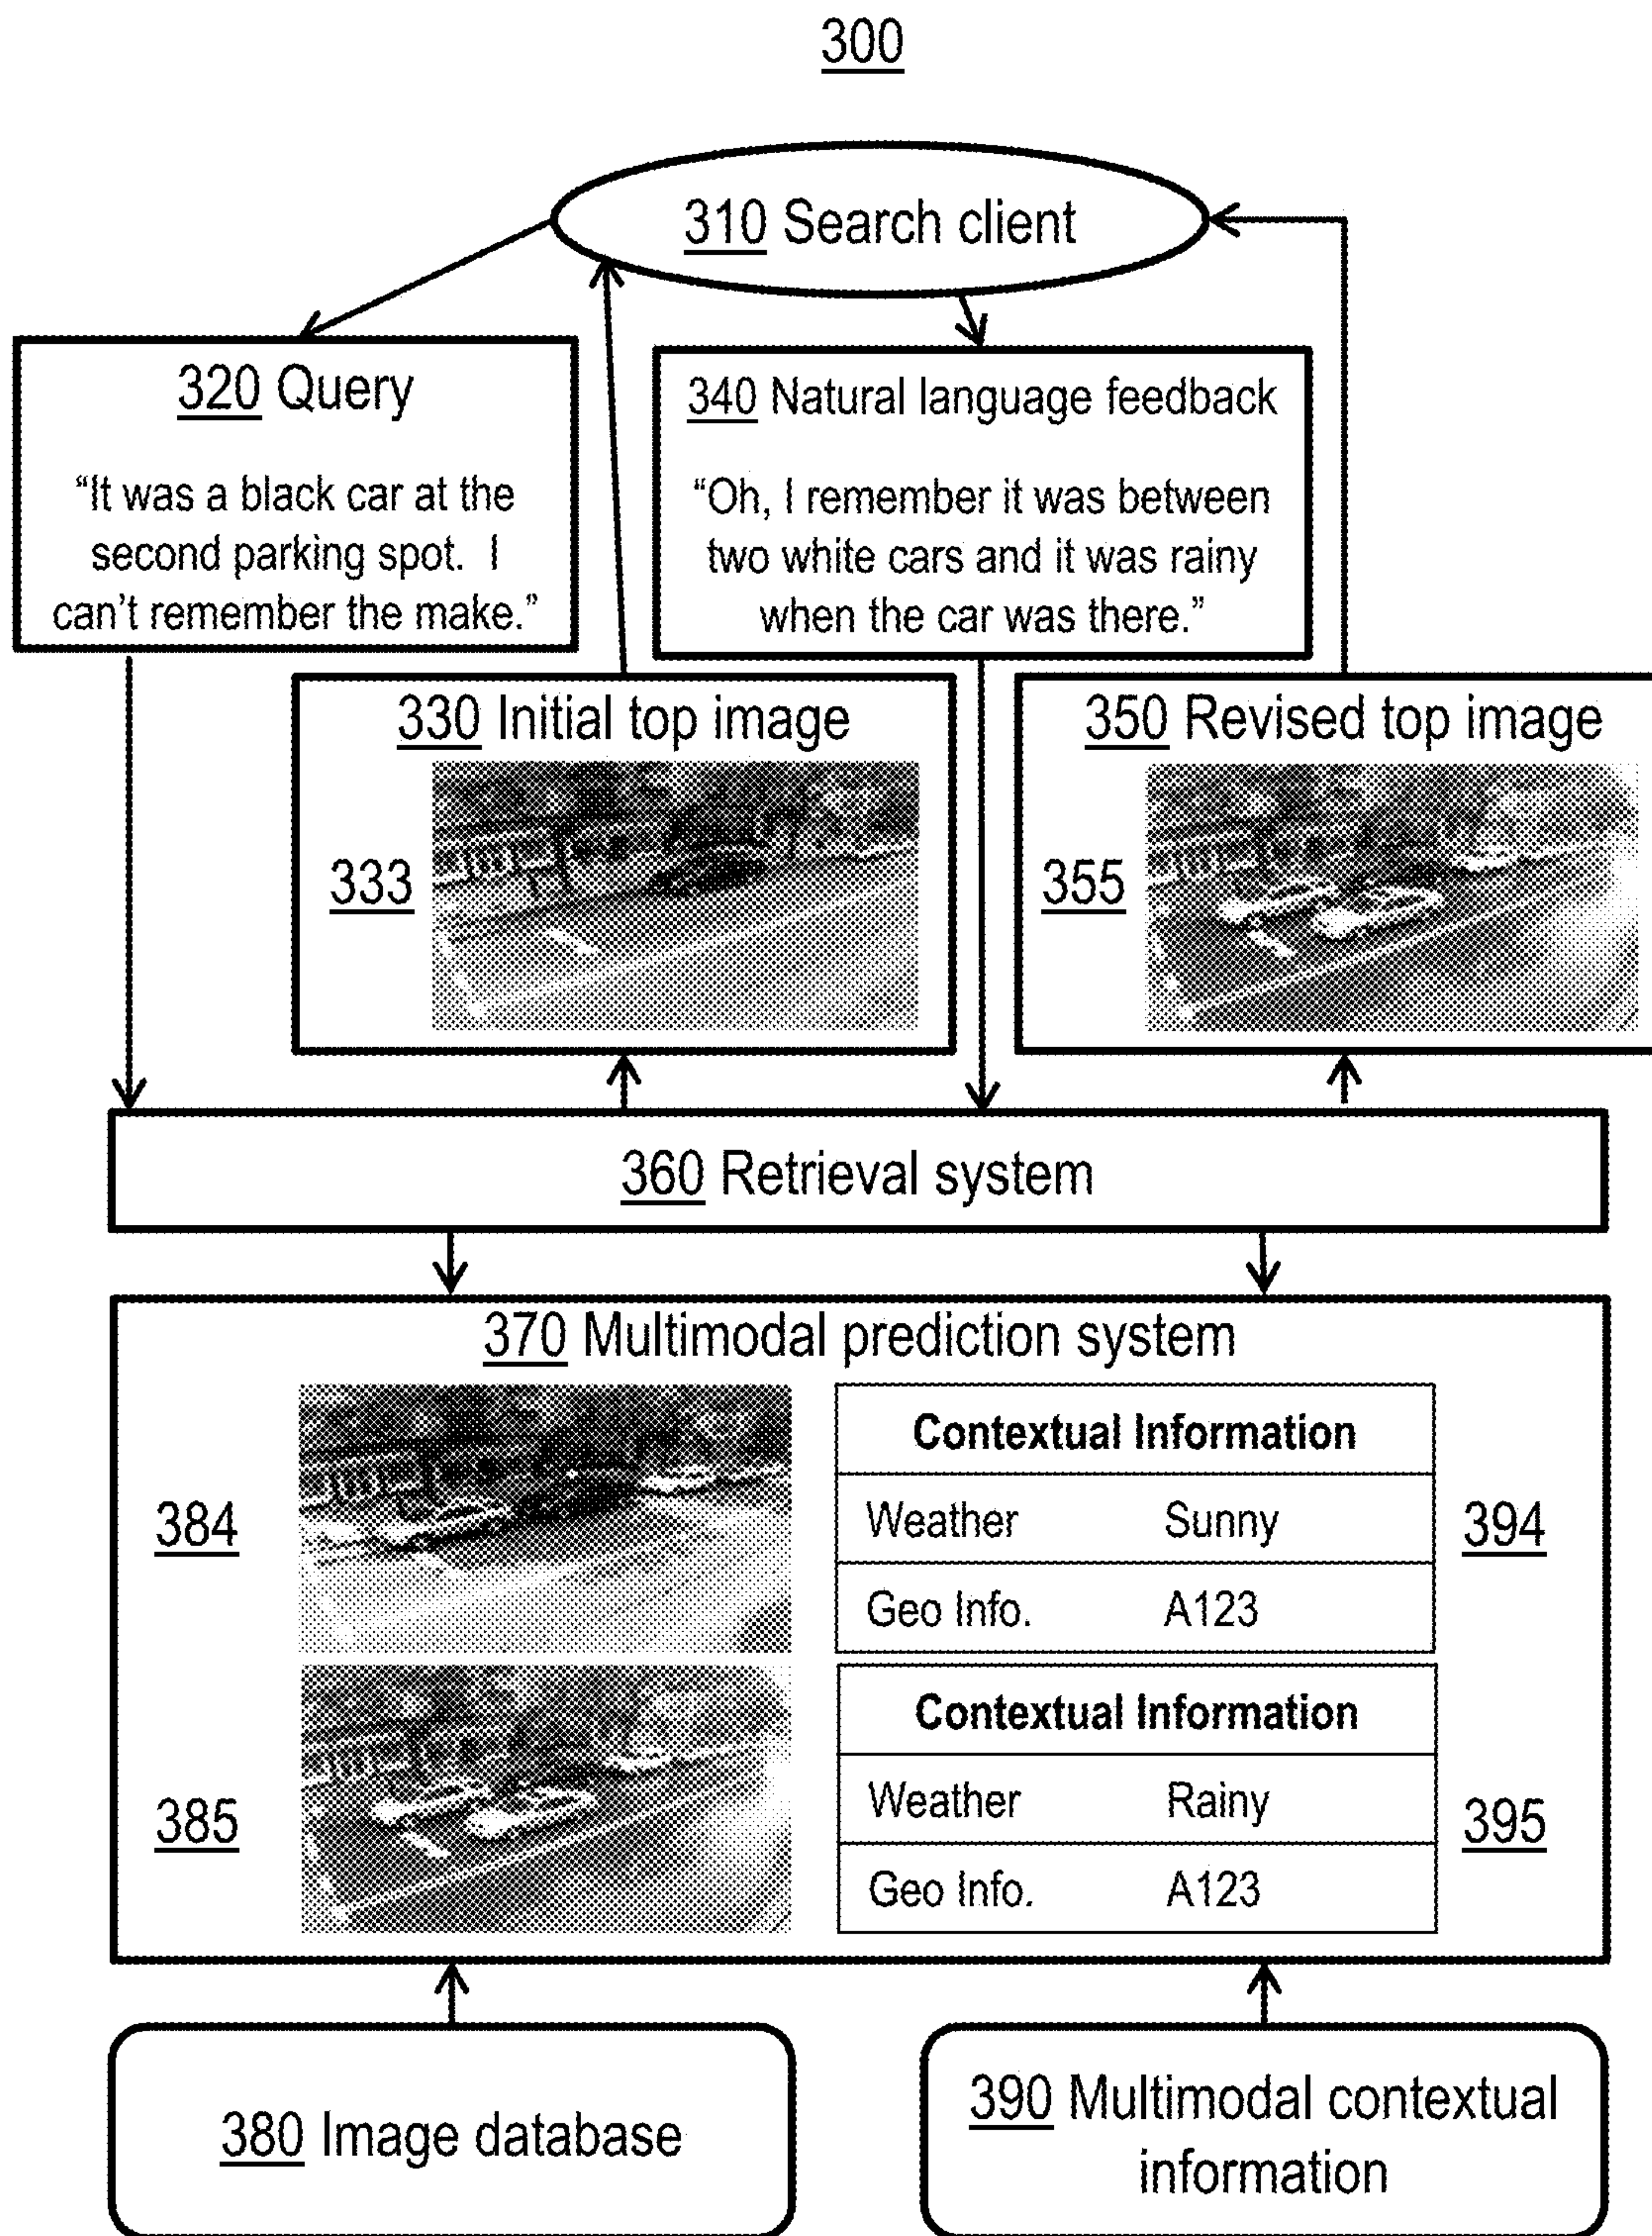 300
310 Search client
320 Query
“It was a black car at the
second parking spot. I
can’t remember the make.”
340 Natural language feedback
“Oh, I remember it was between
two white cars and it was rainy
when the car was there.”
330 Initial top image
333
350 Revised top image
355
360 Retrieval system
370 Multimodal prediction system
384
Contextual Information
Weather Sunny
Geo Info. A123
394
385
Contextual Information
Weather Rainy
Geo Info. A123
395
380 Image database
390 Multimodal contextual
information